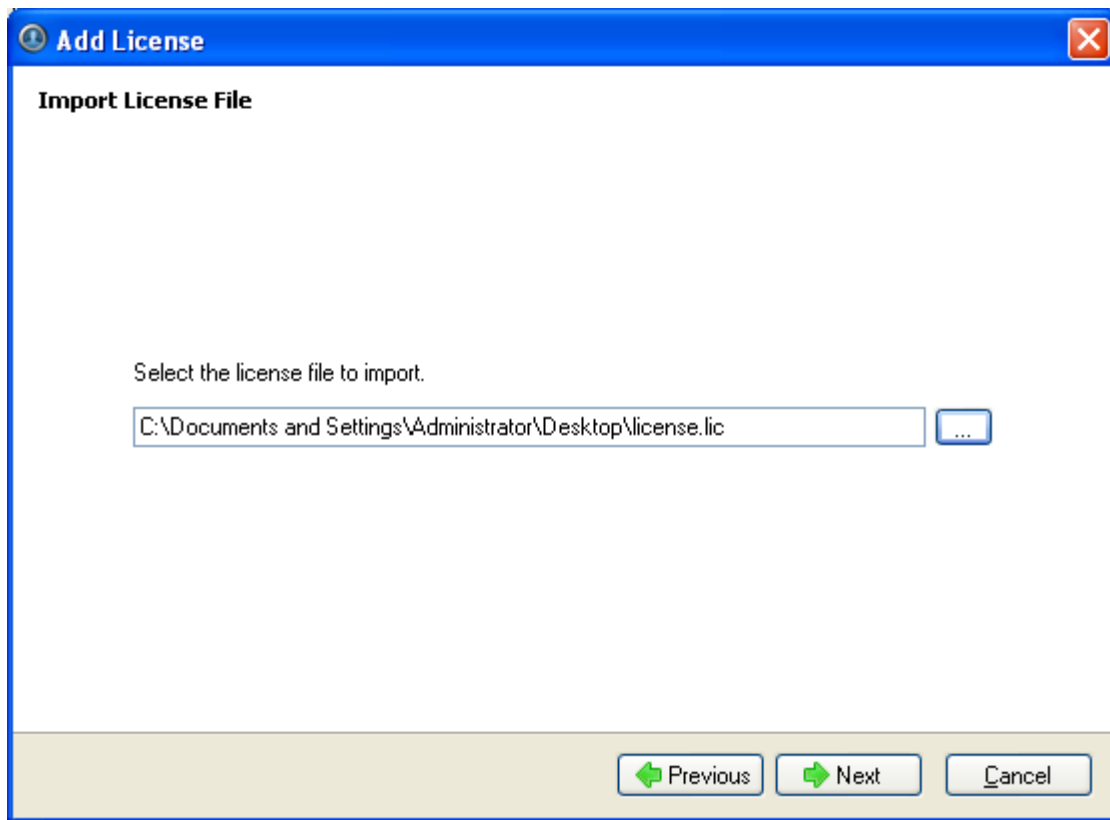 Add License
Import License File
Select the license file to import.
C:\Documents and Settings\Administrator\Desktop\license.lic
...
Previous
Next
Cancel